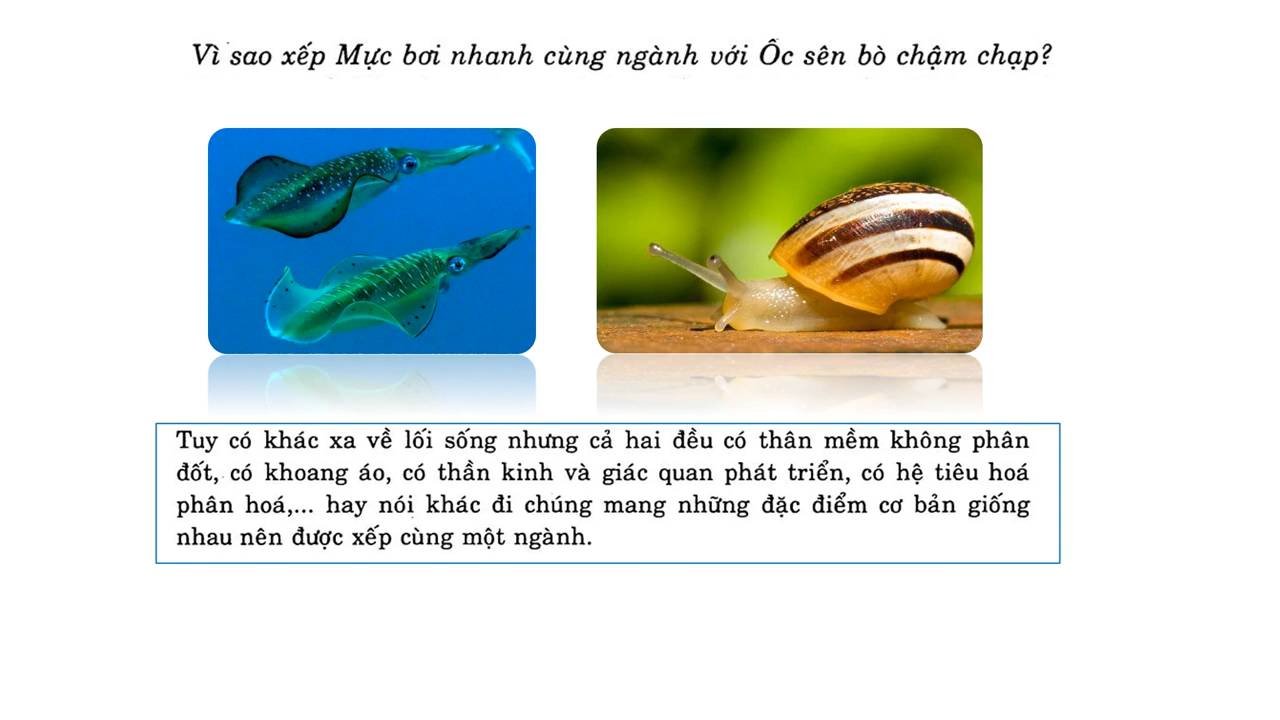 Vì sao xếp Mực bơi nhanh cùng ngành với Ốc sên bò chậm chạp?
Tuy có khác xa về lối sống nhưng cả hai đều có thân mềm không phân
đốt, có khoang áo, có thần kinh và giác quan phát triển, có hệ tiêu hoá
phân hoá,... hay nói khác đi chúng mang những đặc điểm cơ bản giống
nhau nên được xếp cùng một ngành.